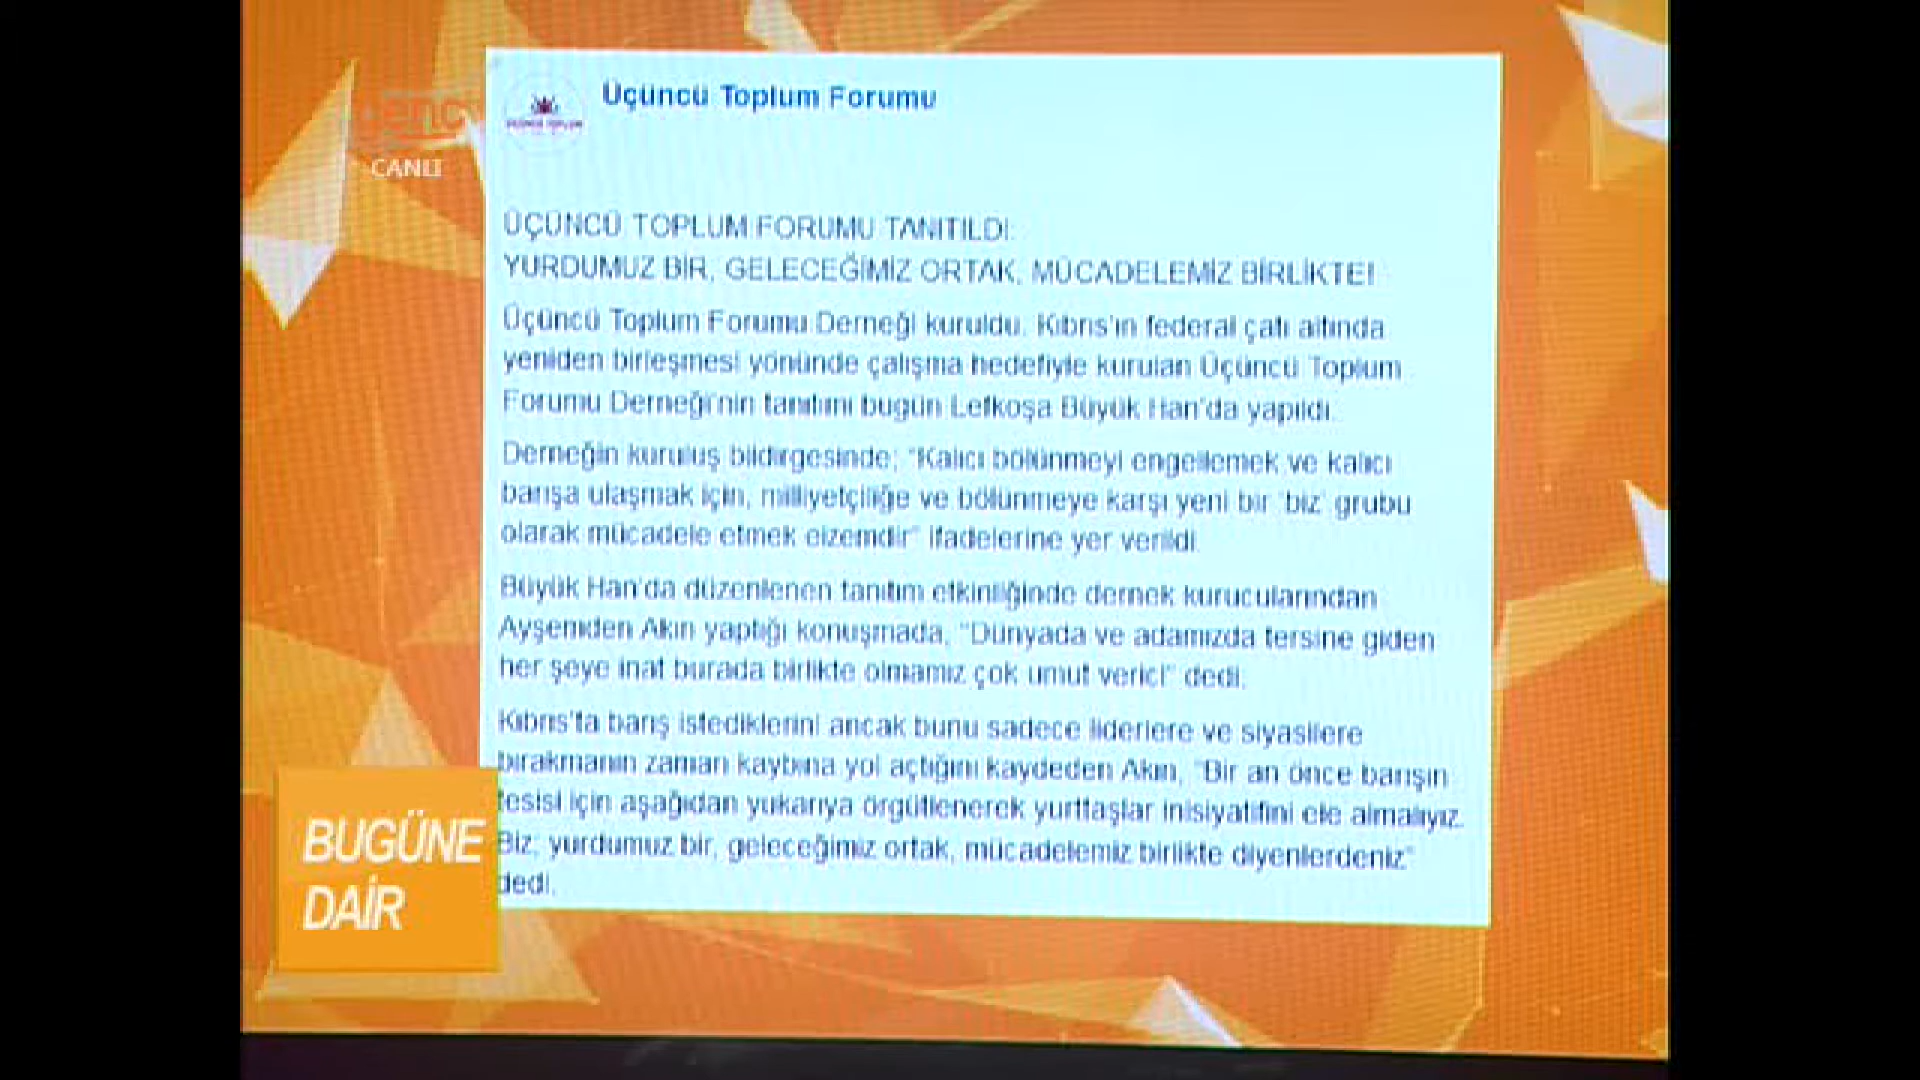 Üçüncü Toplum Forumu
CANLI
ÜÇÜNCÜ TOPLUM FORUMU TANITILDI:
YURDUMUZ BİR, GELECEĞİMİZ ORTAK, MÜCADELEMİZ BİRLİKTE!
Üçüncü Toplum Forumu Derneği kuruldu. Kıbrıs'ın federal çatı altında
yeniden birleşmesi yönünde çalışma hedefiyle kurulan Üçüncü Toplum
Forumu Derneği'nin tanıtımı bugün Lefkoşa Büyük Han'da yapıldı.
Derneğin kuruluş bildirgesinde; "Kalıcı bölünmeyi engellemek ve kalıcı
barışa ulaşmak için, milliyetçiliğe ve bölünmeye karşı yeni bir 'biz' grubu
olarak mücadele etmek elzemdir" ifadelerine yer verildi.
Büyük Han'da düzenlenen tanıtım etkinliğinde dernek kurucularından
Ayşemden Akın yaptığı konuşmada, "Dünyada ve adamızda tersine giden
her şeye inat burada birlikte olmamız çok umut verici" dedi.
Kıbrıs'ta barış istediklerini ancak bunu sadece liderlere ve siyasilere
bırakmanın zaman kaybına yol açtığını kaydeden Akın, "Bir an önce barışın
tesisi için aşağıdan yukarıya örgütlenerek yurttaşlar inisiyatifini ele almalıyız.
Biz; yurdumuz bir, geleceğimiz ortak, mücadelemiz birlikte diyenlerdeniz"
dedi.
BUGÜNE
DAİR